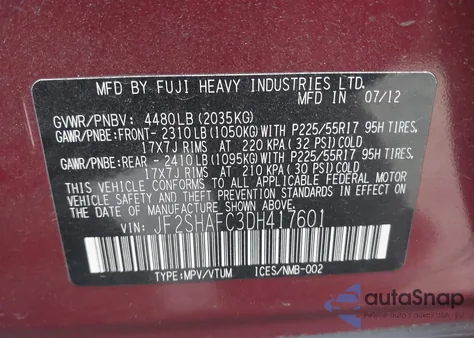 MFD BY FUJI HEAVY INDUSTRIES LTD.
07/12
GVWR/PNBV: 4480LB (2035KG)
GAWR/PNBE:FRONT- 2310LB(1050KG)WITH P225/55R17 95H TIRES,
17X7J RIMS AT 220 KPA (32 PSI)COLD
GAWR/PNBE:REAR - 2410LB(1095KG)WITH P225/55R17 95H TIRES,
17X7J RIMS AT 210 KPA (30 PSI)COLD
THIS VEHICLE CONFORMS TO ALL APPLICABLE FEDERAL MOTOR
VEHICLE SAFETY AND THEFT PREVENTION STANDARDS IN EFFECT
ON THE DATE OF MANUFACTURE SHOWN ABOVE.
VIN: JF2SHAFC3DH417601
TYPE:MPV/VTUM ICES/NMB-002
autoSnap